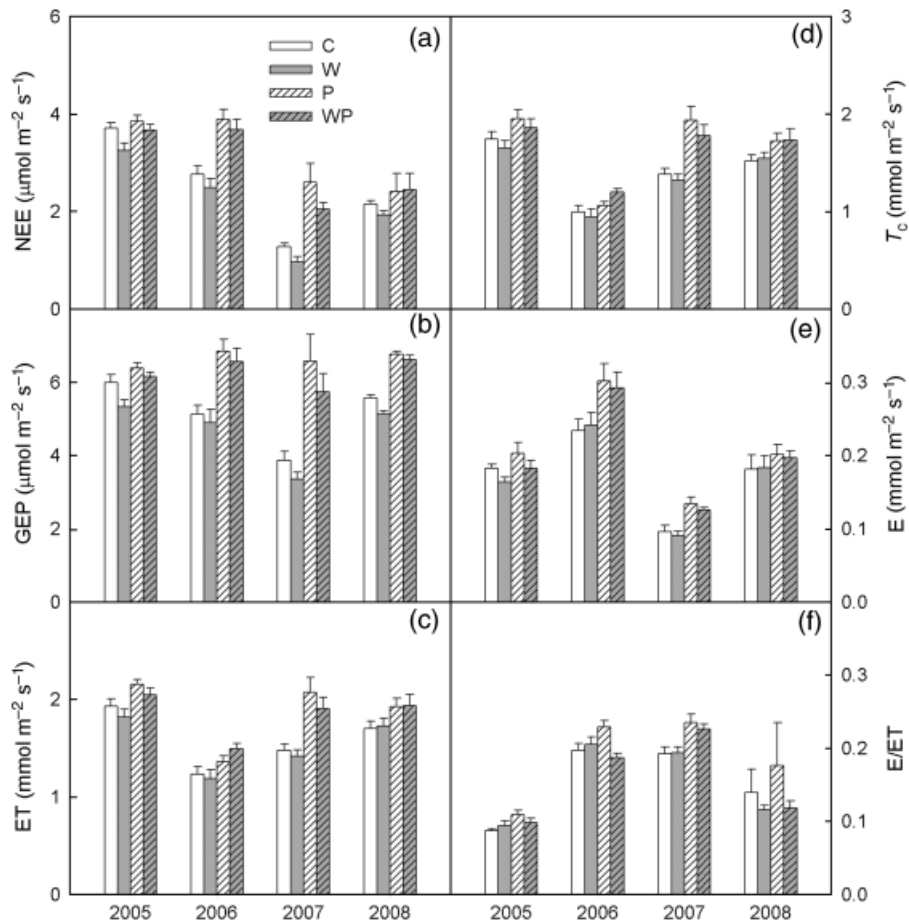 6
4
2
0
NEE (μmol m⁻² s⁻¹)
(a)
C
W
P
WP
(d)
3
2
1
0
T_c (mmol m⁻² s⁻¹)
6
4
2
0
GEP (μmol m⁻² s⁻¹)
(b)
(e)
0.3
0.2
0.1
0.0
E (mmol m⁻² s⁻¹)
2
1
0
ET (mmol m⁻² s⁻¹)
(c)
(f)
0.3
0.2
0.1
0.0
E/ET
2005 2006 2007 2008 2005 2006 2007 2008